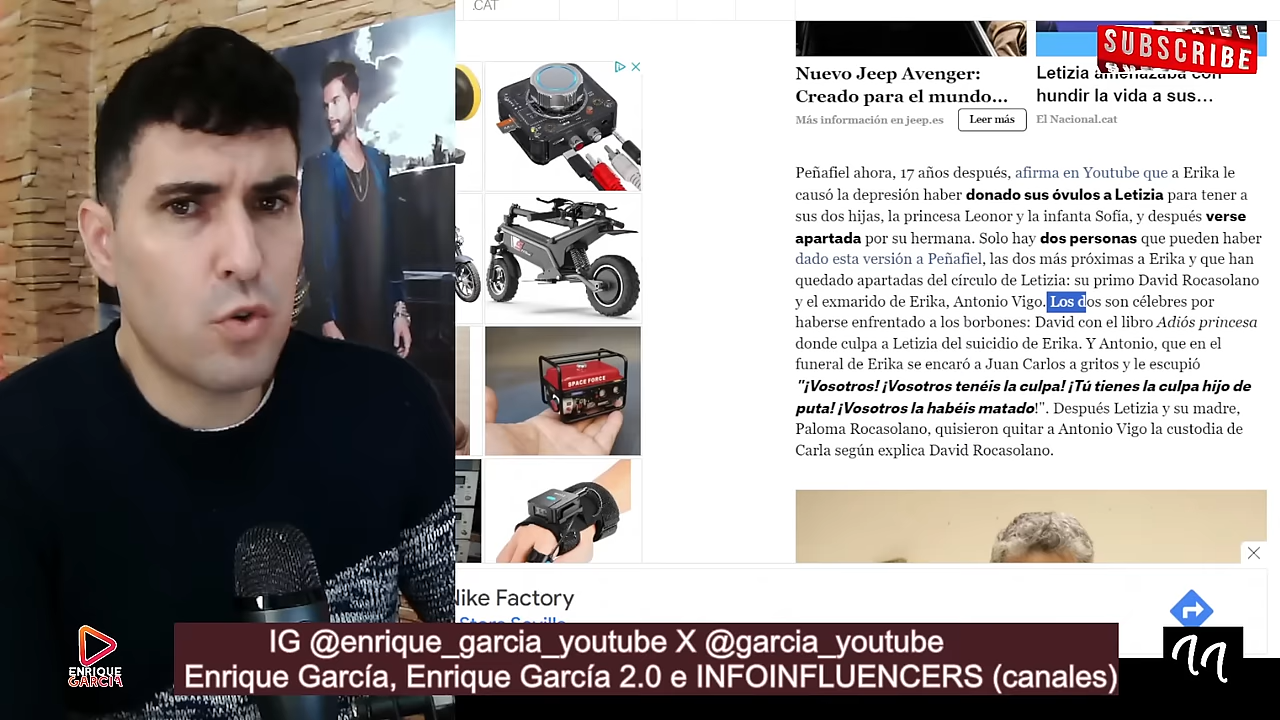 .CAT
SUBSCRIBE
Nuevo Jeep Avenger:
Creado para el mundo...
Más información en jeep.es
Leer más
Letizia amenazaba con
hundir la vida a sus...
El Nacional.cat
Peñafiel ahora, 17 años después, afirma en Youtube que a Erika le
causó la depresión haber donado sus óvulos a Letizia para tener a
sus dos hijas, la princesa Leonor y la infanta Sofía, y después verse
apartada por su hermana. Solo hay dos personas que pueden haber
dado esta versión a Peñafiel, las dos más próximas a Erika y que han
quedado apartadas del círculo de Letizia: su primo David Rocasolano
y el exmarido de Erika, Antonio Vigo. Los dos son célebres por
haberse enfrentado a los borbones: David con el libro Adiós princesa
donde culpa a Letizia del suicidio de Erika. Y Antonio, que en el
funeral de Erika se encaró a Juan Carlos a gritos y le escupió
"¡Vosotros! ¡Vosotros tenéis la culpa! ¡Tú tienes la culpa hijo de
puta! ¡Vosotros la habéis matado!". Después Letizia y su madre,
Paloma Rocasolano, quisieron quitar a Antonio Vigo la custodia de
Carla según explica David Rocasolano.
SPACE FORCE
Nike Factory
IG @enrique_garcia_youtube X @garcia_youtube
Enrique García, Enrique García 2.0 e INFOINFLUENCERS (canales)
ENRIQUE
GARCÍA